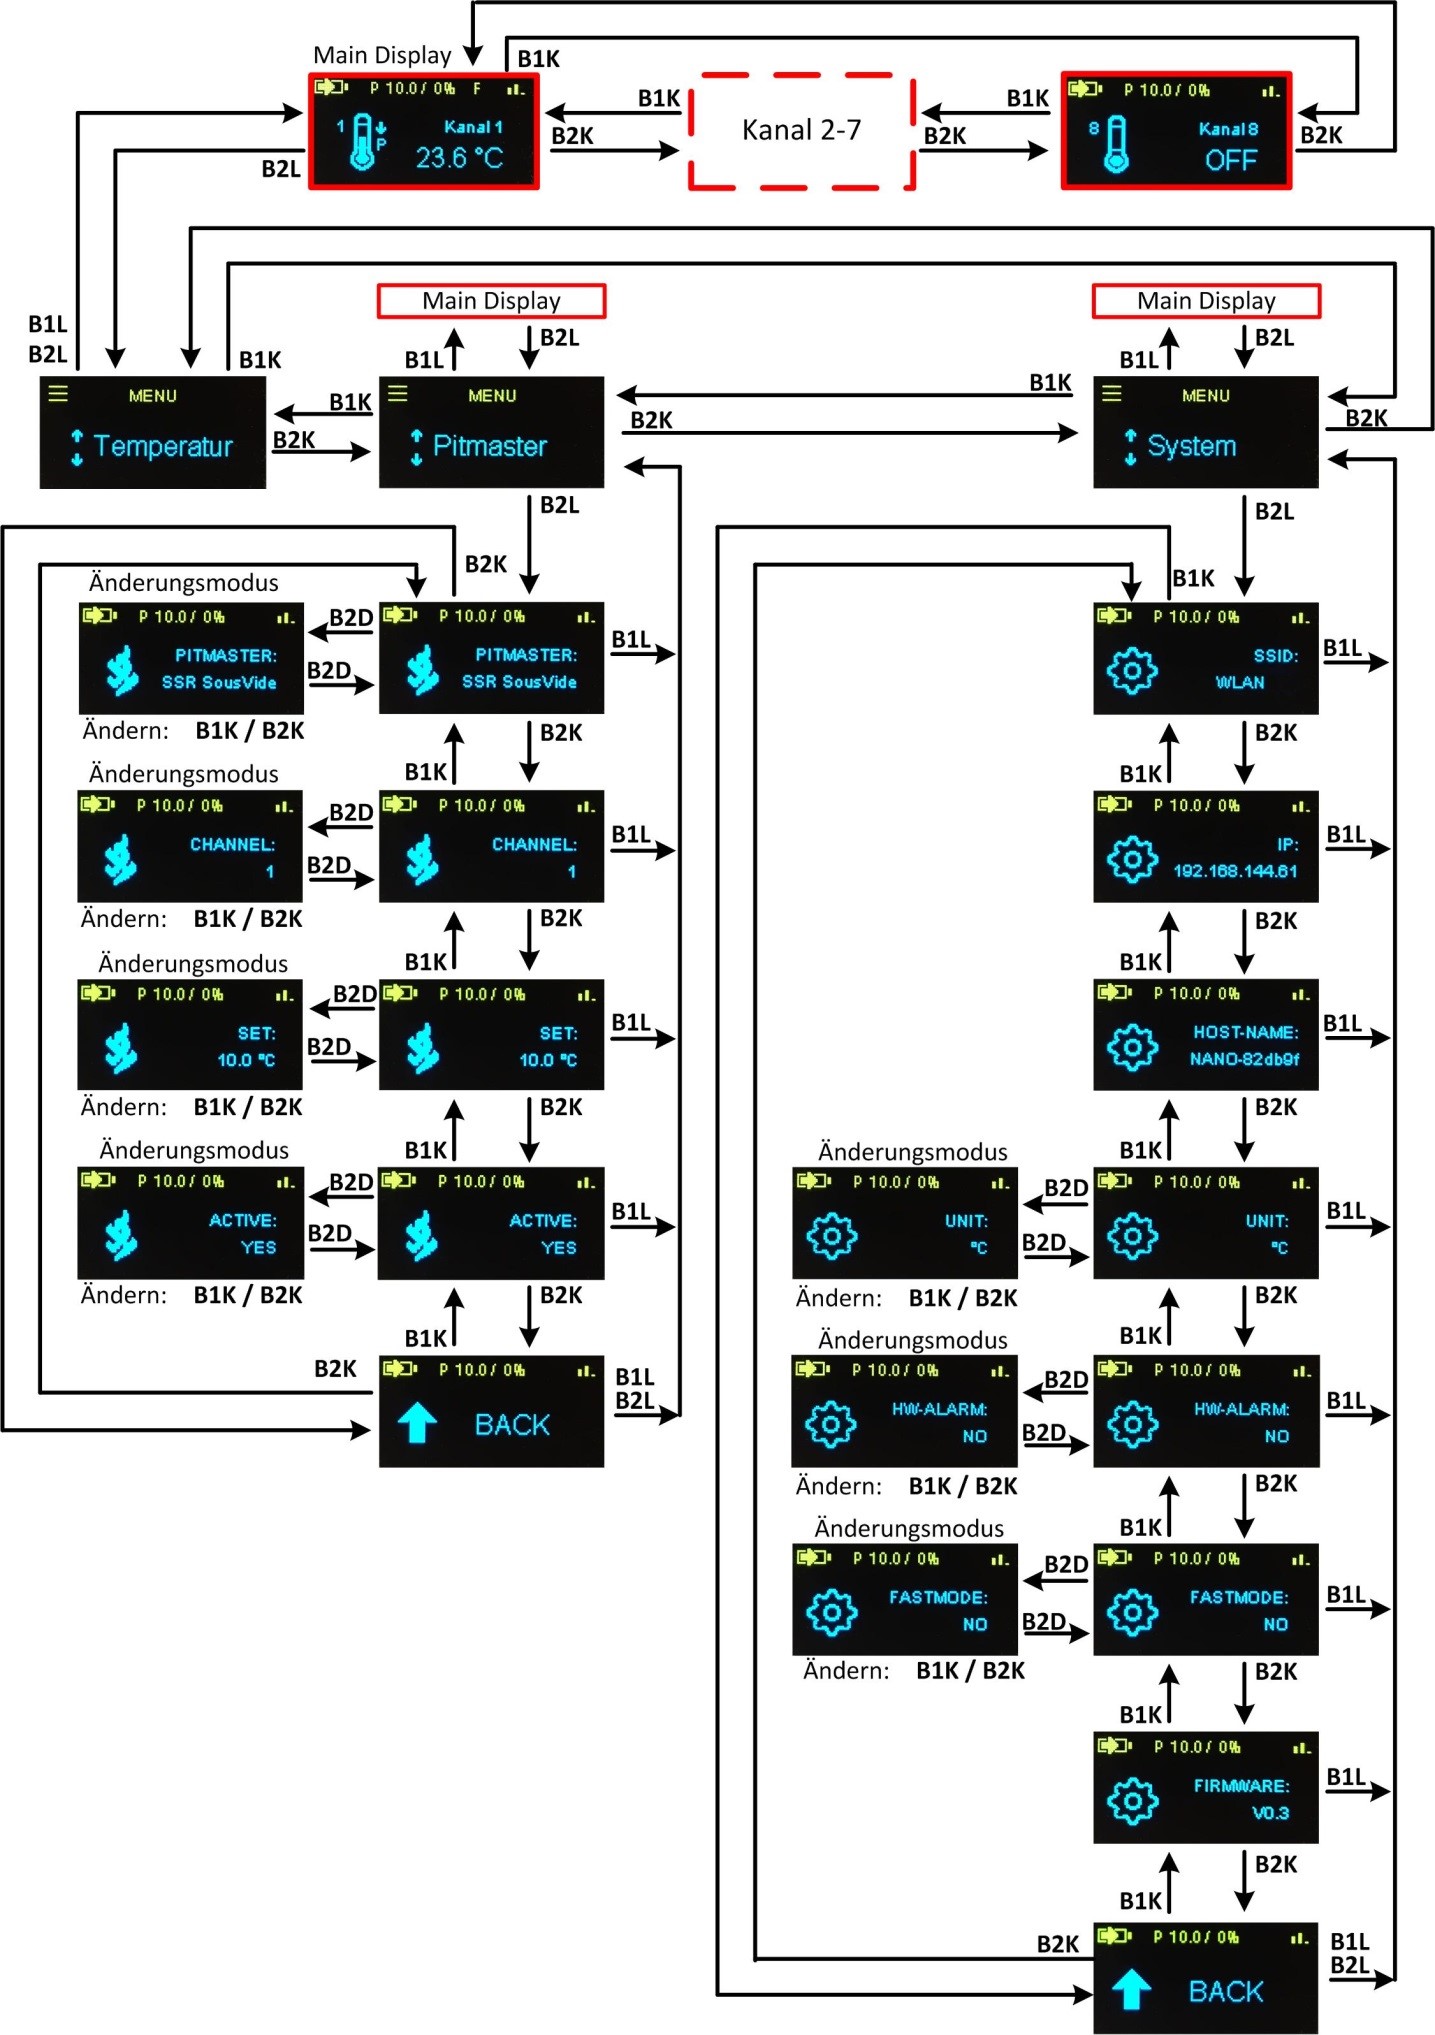 Main Display
B1K
P 10.0/ 0% F
1 Kanal 1
P 23.6 °C
B1K
B2K
Kanal 2-7
B1K
B2K
P 10.0/ 0%
8 Kanal 8
OFF
B2K
B2L
B1L
B2L
B1K
Main Display
B1L
B2L
Main Display
B1L
B2L
MENU
Temperatur
B1K
B2K
MENU
Pitmaster
B1K
B2K
MENU
System
B2K
B2L
B2K
Änderungsmodus
P 10.0/ 0%
PITMASTER:
SSR SousVide
B2D
B2D
P 10.0/ 0%
PITMASTER:
SSR SousVide
B1L
Ändern: B1K / B2K
B2K
B1K
Änderungsmodus
P 10.0/ 0%
CHANNEL:
1
B2D
B2D
P 10.0/ 0%
CHANNEL:
1
B1L
Ändern: B1K / B2K
B2K
B1K
Änderungsmodus
P 10.0/ 0%
SET:
10.0 °C
B2D
B2D
P 10.0/ 0%
SET:
10.0 °C
B1L
Ändern: B1K / B2K
B2K
B1K
Änderungsmodus
P 10.0/ 0%
ACTIVE:
YES
B2D
B2D
P 10.0/ 0%
ACTIVE:
YES
B1L
Ändern: B1K / B2K
B2K
B1K
B2K
P 10.0/ 0%
BACK
B1L
B2L
B2L
B1K
P 10.0/ 0%
SSID:
WLAN
B1L
B2K
B1K
P 10.0/ 0%
IP:
192.168.144.61
B1L
B2K
B1K
P 10.0/ 0%
HOST-NAME:
NANO-82db9f
B1L
B2K
B1K
Änderungsmodus
P 10.0/ 0%
UNIT:
°C
B2D
B2D
P 10.0/ 0%
UNIT:
°C
B1L
Ändern: B1K / B2K
B2K
B1K
Änderungsmodus
P 10.0/ 0%
HW-ALARM:
NO
B2D
B2D
P 10.0/ 0%
HW-ALARM:
NO
B1L
Ändern: B1K / B2K
B2K
B1K
Änderungsmodus
P 10.0/ 0%
FASTMODE:
NO
B2D
B2D
P 10.0/ 0%
FASTMODE:
NO
B1L
Ändern: B1K / B2K
B2K
B1K
P 10.0/ 0%
FIRMWARE:
V0.3
B1L
B2K
B1K
B2K
P 10.0/ 0%
BACK
B1L
B2L